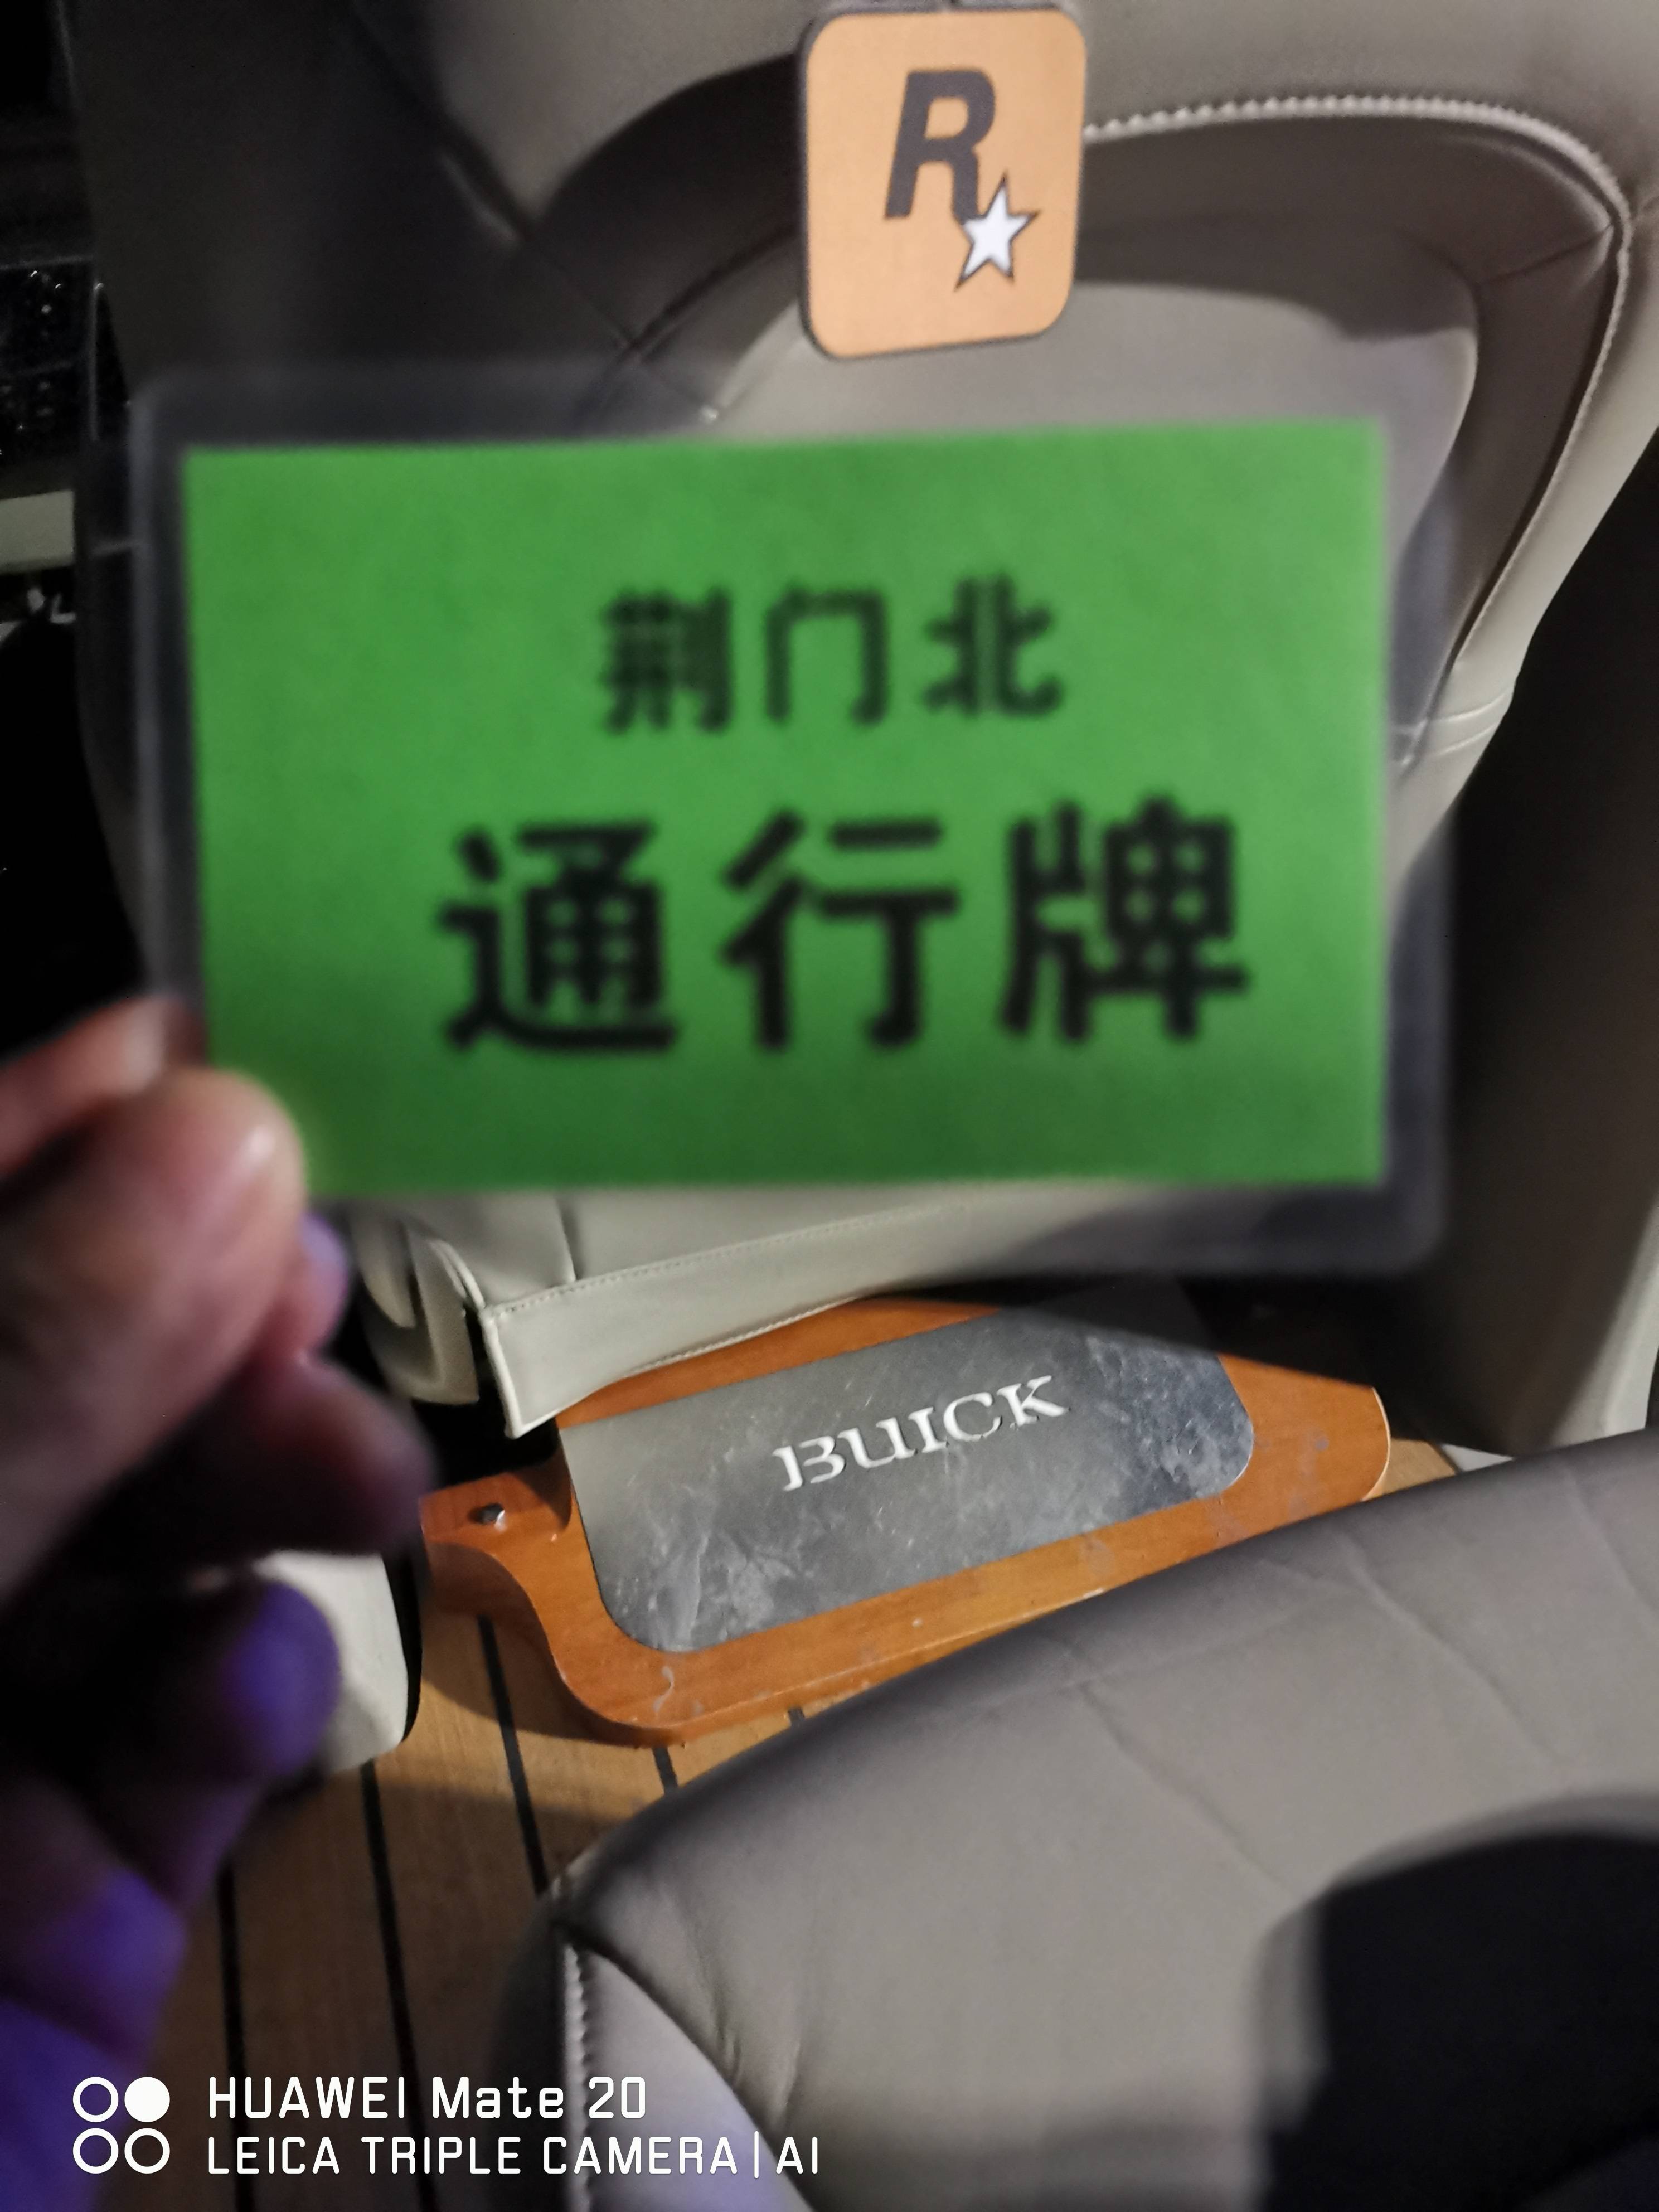 R
荆门北
通行牌
BUICK
HUAWEI Mate 20
LEICA TRIPLE CAMERA | AI